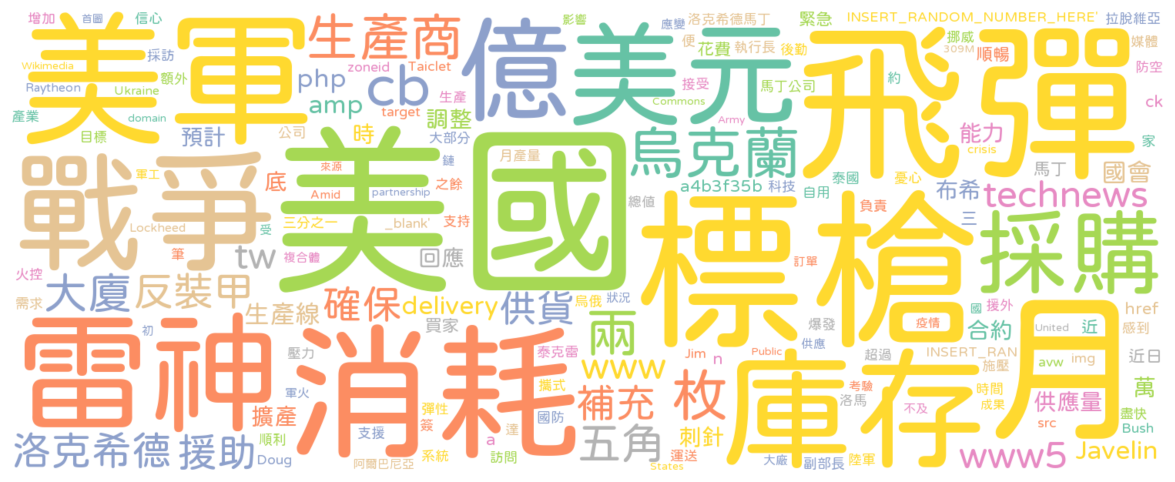 增加 首圖 信心
美軍
生產商
億
美元
影響
應變
洛克希德馬丁
便
花費
執行長
後勤
緊急
INSERT_RANDOM_NUMBER_HERE'
拉脫維亞
挪威
順暢
309M
媒體
防空
飛彈
採訪
額外
Wikimedia
Raytheon
Ukraine
產業
domain
目標
zoneid
Taiclet
php
cb
amp
生產
target
調整
時
大部分
公司
預計
接受
馬丁公司
Commons
Army
約
能力
ck
家
crisis
烏克蘭
月產量
美國
戰爭
來源
鏈
軍工
底
Amid
partnership
之餘
三分之一
_blank'
支持
Lockheed
受
筆
複合體
回應
tw
a4b3f35b
科技
自用
泰國
憂心
馬丁
國會
布希
technews
總值
負責
三
標槍
訂單
採購
火控
需求
大廈
反裝甲
初
生產線
確保
delivery
供貨
買家
烏俄
狀況
兩
爆發
供應
疫情
國
援外
href
合約
United
近
感到
雷神
消耗
壓力
軍火
擴產
順利
www
泰克雷
n
Jim
Public
超過
INSERT_RAN
施壓
avw
img
近日
月
庫存
考驗
洛馬
不及
時間
成果
萬
供應量
盡快
src
Bush
枚
補充
攜式
彈性
簽
國防
支援
a
達
五角
刺針
洛克希德
援助
Doug
阿爾巴尼亞
系統
訪問
運送
States
大廠
副部長
陸軍
www5
Javelin